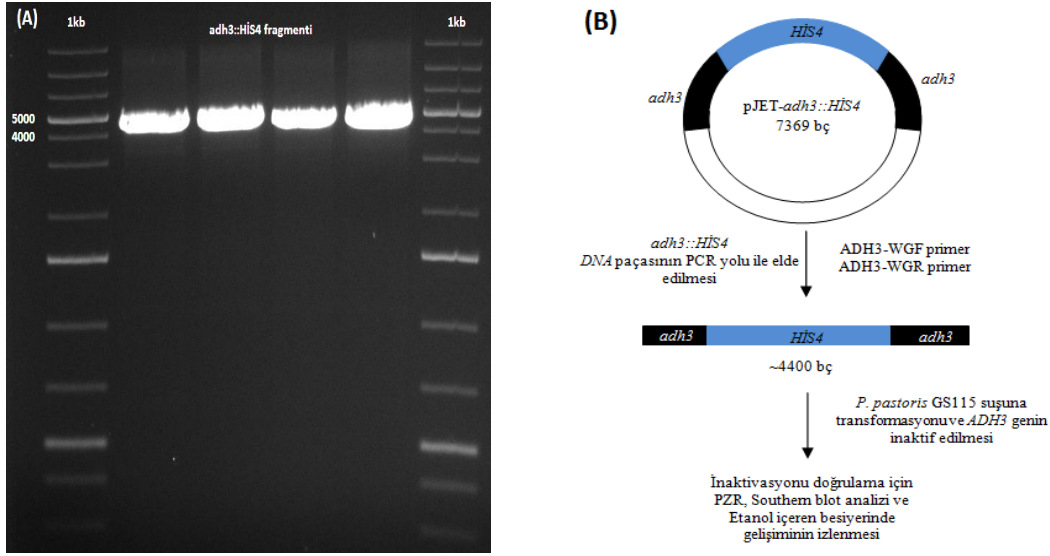 (A)
1kb
adh3::HİS4 fragmenti
1kb
5000
4000
(B)
HİS4
adh3
adh3
pJET-adh3::HİS4
7369 bç
adh3::HİS4
DNA paçasının PCR yolu ile elde
edilmesi
ADH3-WGF primer
ADH3-WGR primer
adh3
HİS4
adh3
~4400 bç
P. pastoris GS115 suşuna
transformasyonuve ADH3 genin
inaktif edilmesi
İnaktivasyonu doğrulama için
PZR, Southern blot analizi ve
Etanol içeren besiyerinde
gelişiminin izlenmesi